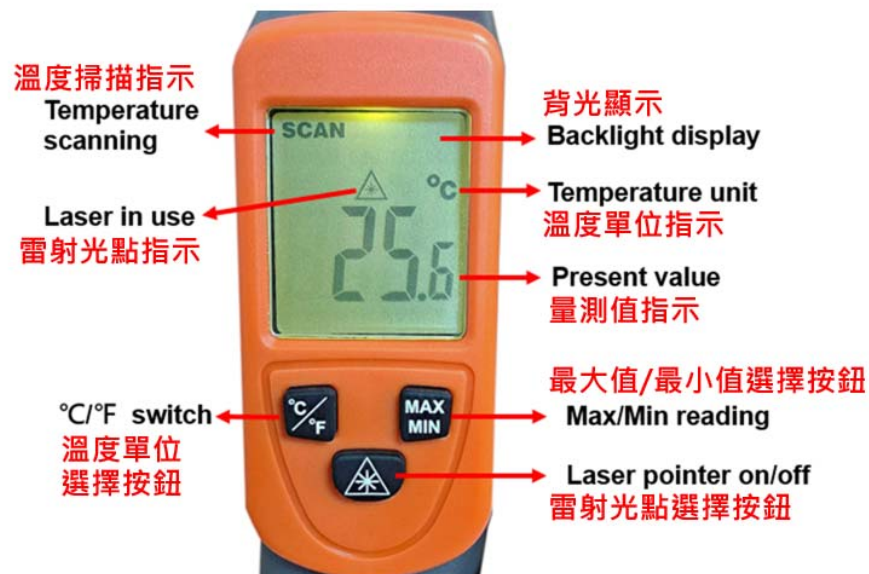 溫度掃描指示
Temperature
scanning
SCAN
背光顯示
Backlight display
°C
Temperature unit
溫度單位指示
Laser in use
雷射光點指示
25.6
Present value
量測值指示
°C/°F switch
溫度單位
選擇按鈕
°C/°F
MAX
MIN
最大值/最小值選擇按鈕
Max/Min reading
Laser pointer on/off
雷射光點選擇按鈕